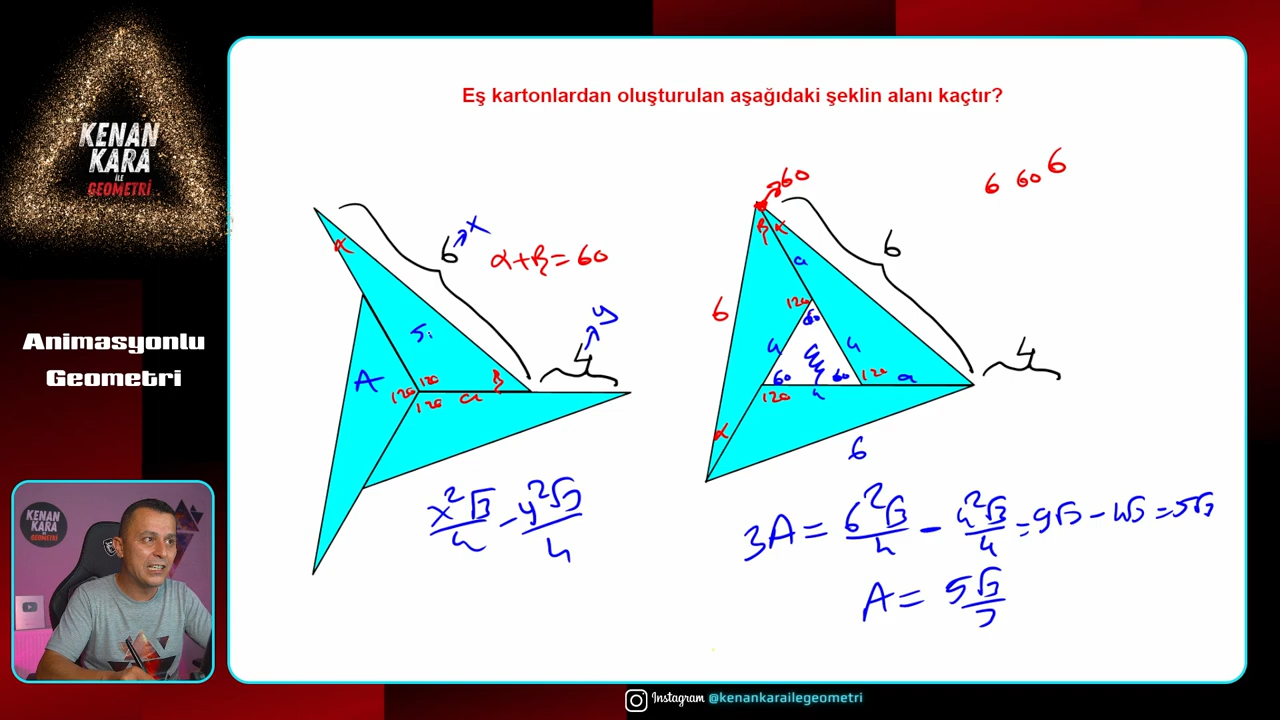 Eş kartonlardan oluşturulan aşağıdaki şeklin alanı kaçtır?
KENAN
KARA
İLE
GEOMETRİ
Animasyonlu
Geometri
α
6 → x
α+β=60
4 → y
A
120
120
120
a
β
x²√3/4 - y²√3/4
60
β α
a
6
6
6 60 6
120
60
4
4
60
60
4
120
120
a
4
α
6
3A = 6²√3/4 - 4²√3/4 = 9√3 - 4√3 = 5√3
A = 5√3/3
KENAN
KARA
GEOMETRİ
Instagram @kenankarailegeometri